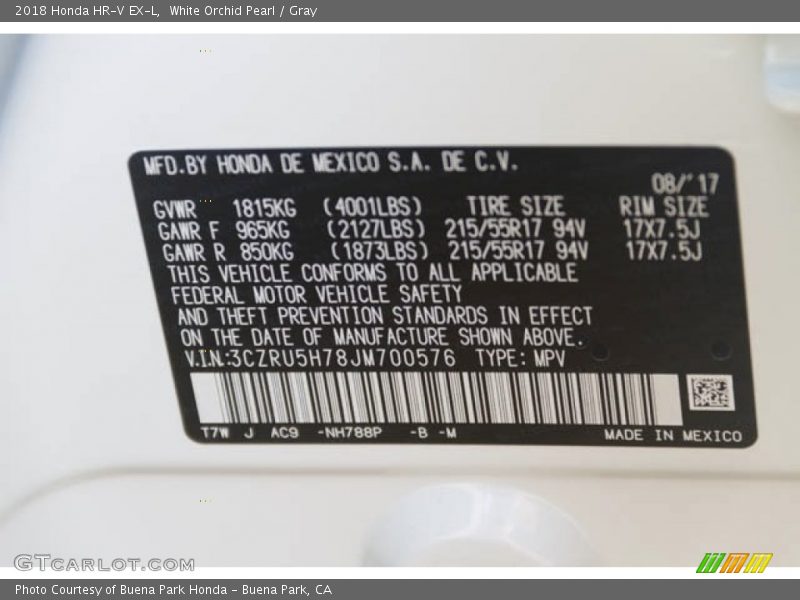 2018 Honda HR-V EX-L,  White Orchid Pearl / Gray
MFD.BY HONDA DE MEXICO S.A. DE C.V.
08/'17
GVWR 1815KG (4001LBS) TIRE SIZE RIM SIZE
GAWR F 965KG (2127LBS) 215/55R17 94V 17X7.5J
GAWR R 850KG (1873LBS) 215/55R17 94V 17X7.5J
THIS VEHICLE CONFORMS TO ALL APPLICABLE
FEDERAL MOTOR VEHICLE SAFETY
AND THEFT PREVENTION STANDARDS IN EFFECT
ON THE DATE OF MANUFACTURE SHOWN ABOVE.
V.I.N.:3CZRU5H78JM700576 TYPE: MPV
T7W J AC9 -NH788P -B -M MADE IN MEXICO
GTCARLOT.COM
Photo Courtesy of Buena Park Honda - Buena Park, CA